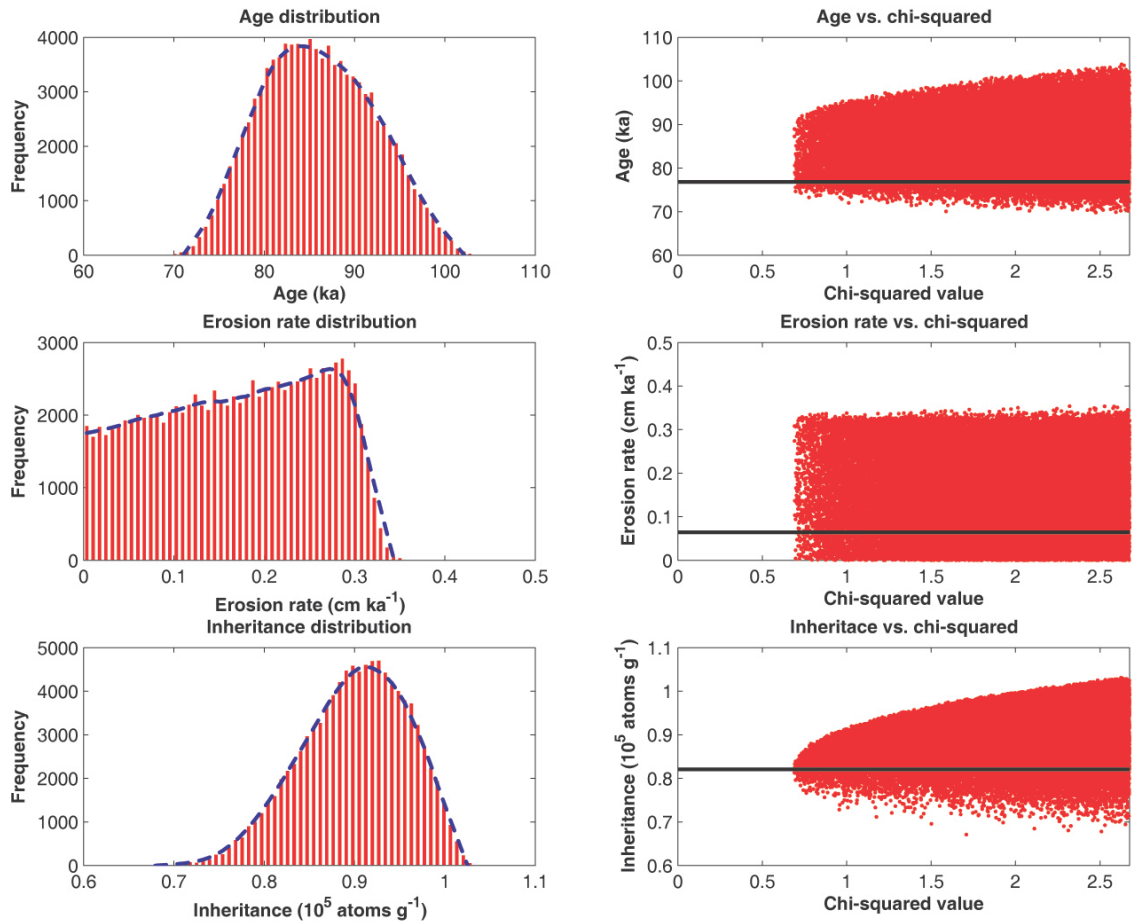 Age distribution
Frequency
4000
3000
2000
1000
0
60 70 80 90 100 110
Age (ka)
Age vs. chi-squared
Age (ka)
110
100
90
80
70
60
0 0.5 1 1.5 2 2.5
Chi-squared value
Erosion rate distribution
Frequency
3000
2000
1000
0
0 0.1 0.2 0.3 0.4 0.5
Erosion rate (cm ka⁻¹)
Erosion rate vs. chi-squared
Erosion rate (cm ka⁻¹)
0.5
0.4
0.3
0.2
0.1
0
0 0.5 1 1.5 2 2.5
Chi-squared value
Inheritance distribution
Frequency
5000
4000
3000
2000
1000
0
0.6 0.7 0.8 0.9 1 1.1
Inheritance (10⁵ atoms g⁻¹)
Inheritace vs. chi-squared
Inheritance (10⁵ atoms g⁻¹)
1.1
1
0.9
0.8
0.7
0.6
0 0.5 1 1.5 2 2.5
Chi-squared value